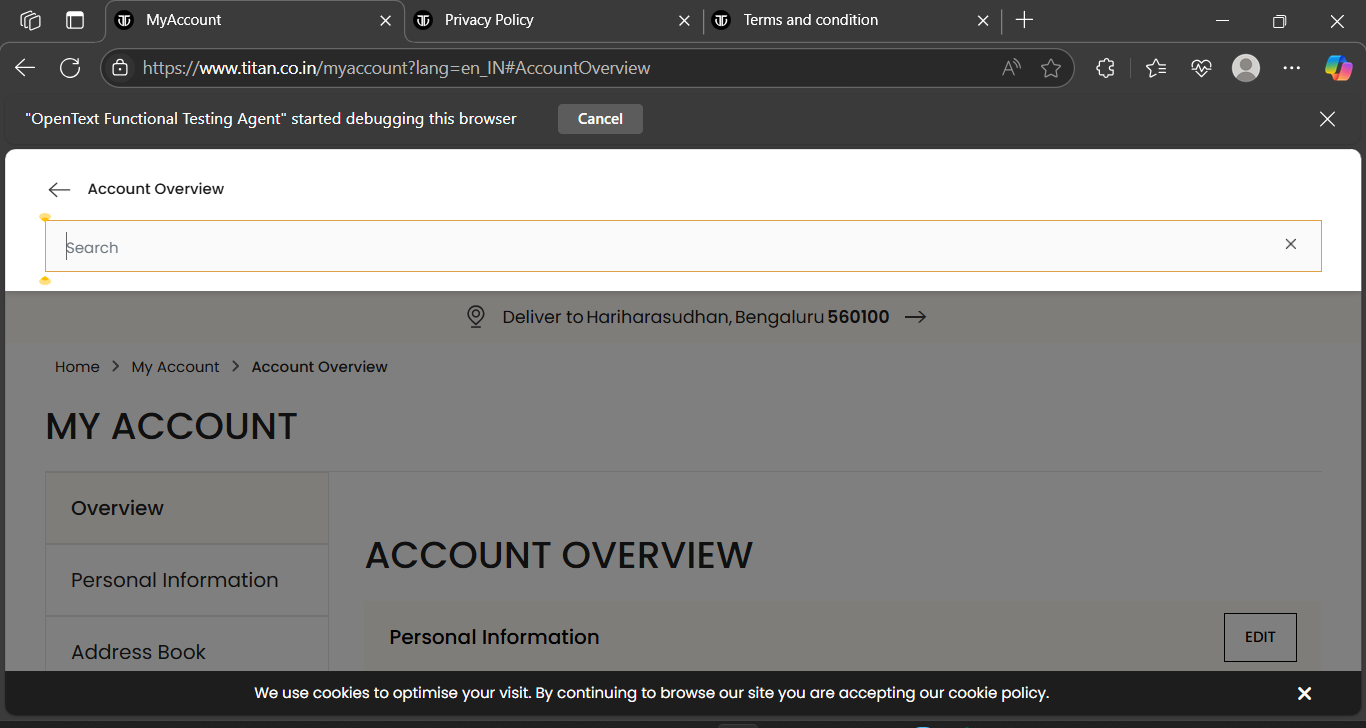 MyAccount
Privacy Policy
Terms and condition
https://www.titan.co.in/myaccount?lang=en_IN#AccountOverview
"OpenText Functional Testing Agent" started debugging this browser
Cancel
Account Overview
Search
Deliver to Hariharasudhan, Bengaluru 560100
Home > My Account > Account Overview
MY ACCOUNT
Overview
ACCOUNT OVERVIEW
Personal Information
Personal Information
EDIT
Address Book
We use cookies to optimise your visit. By continuing to browse our site you are accepting our cookie policy.